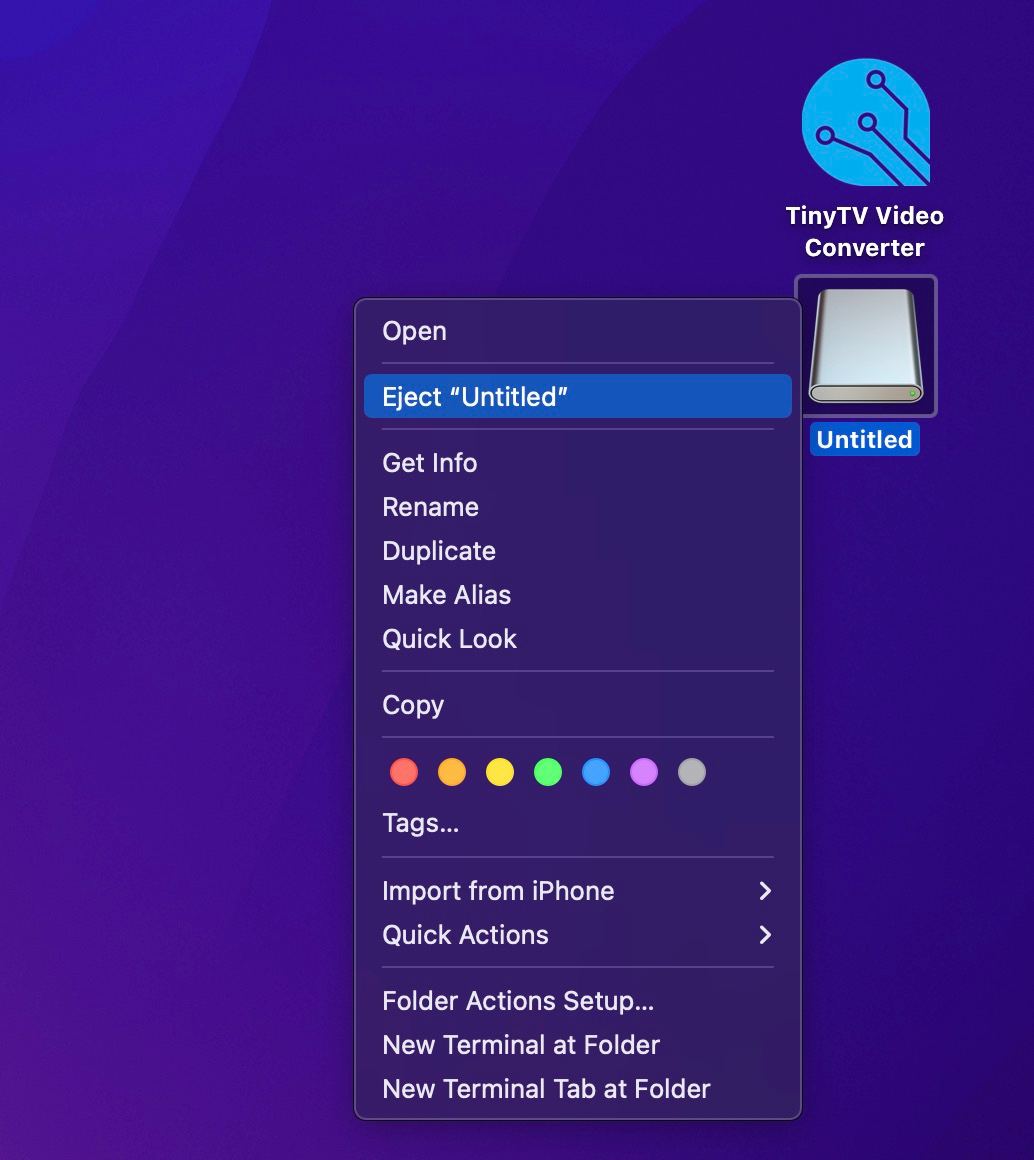 TinyTV Video
Converter
Untitled
Open
Eject “Untitled”
Get Info
Rename
Duplicate
Make Alias
Quick Look
Copy
Tags...
Import from iPhone
Quick Actions
Folder Actions Setup...
New Terminal at Folder
New Terminal Tab at Folder